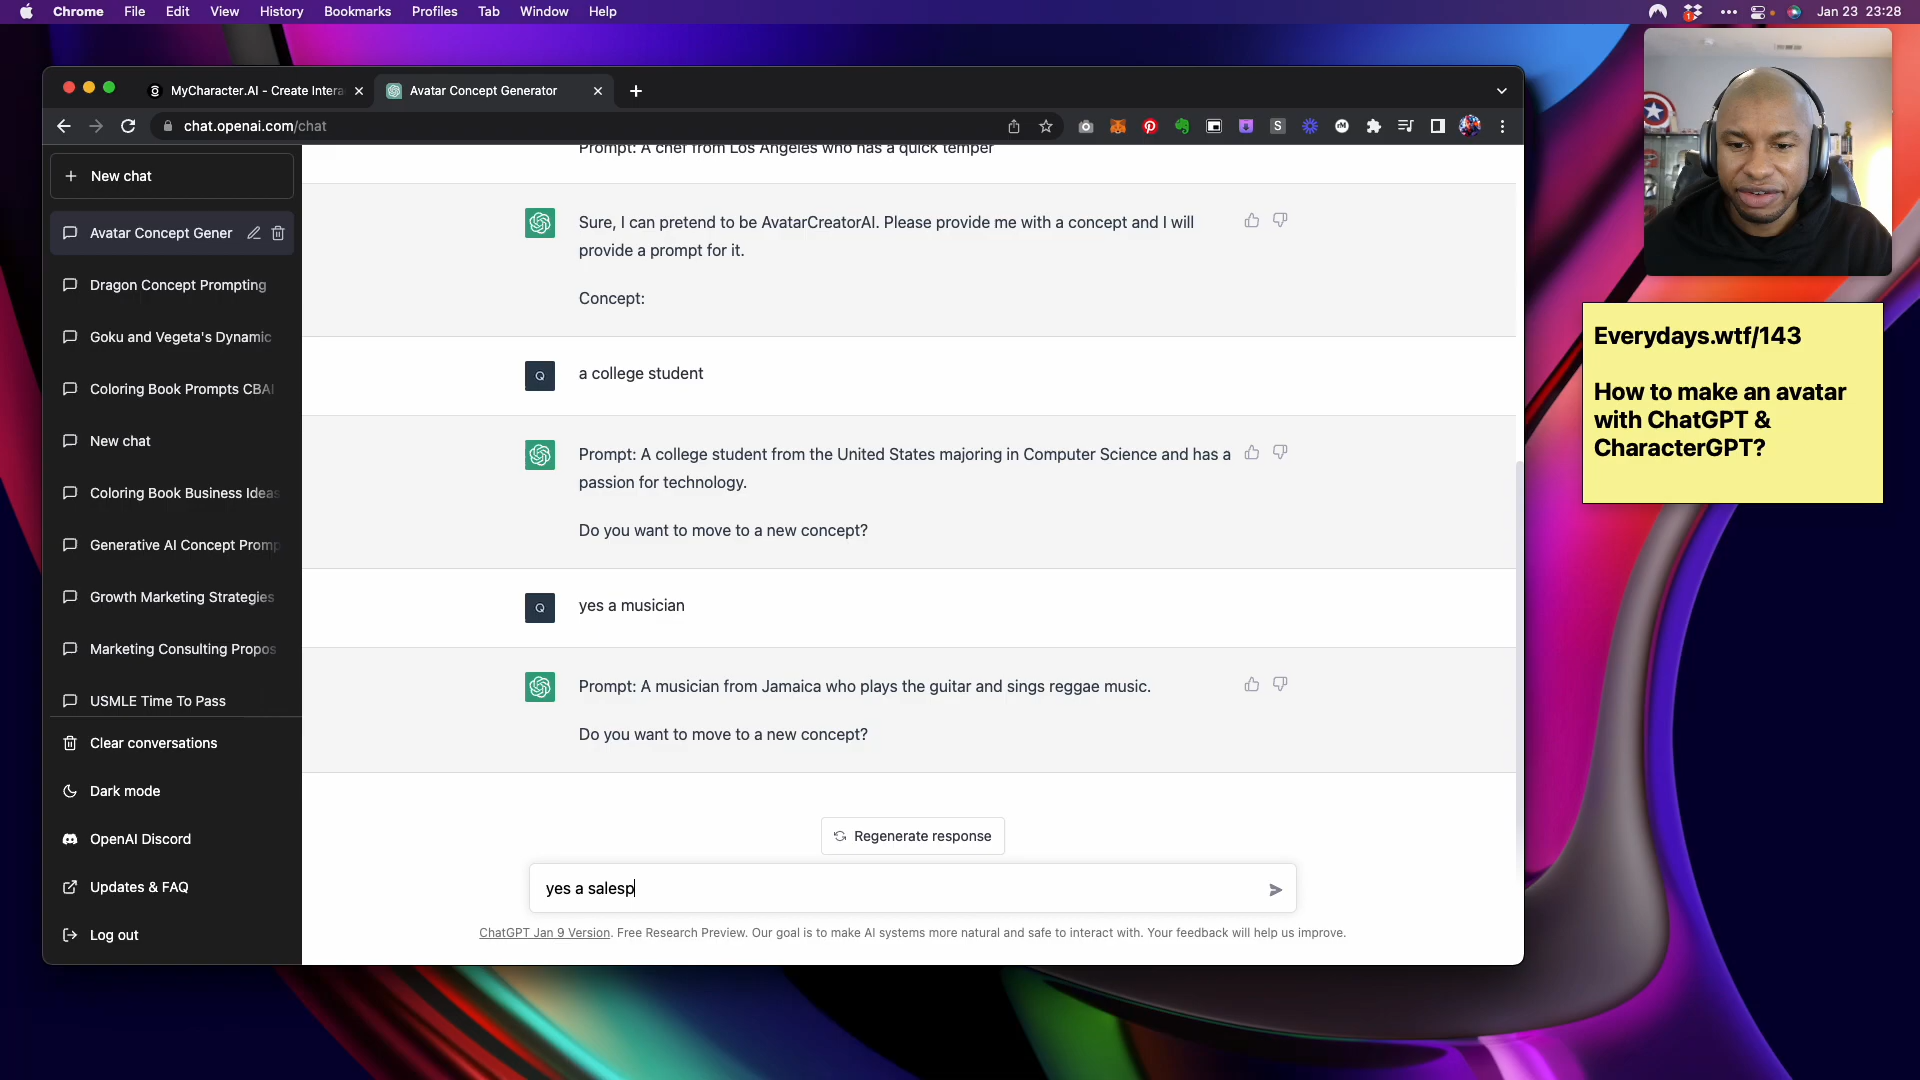 Chrome File Edit View History Bookmarks Profiles Tab Window Help
1
Jan 23 23:28
MyCharacter.AI - Create Intera
Avatar Concept Generator
chat.openai.com/chat
New chat
Avatar Concept Gener
Dragon Concept Prompting
Goku and Vegeta's Dynamic
Coloring Book Prompts CBAI
New chat
Coloring Book Business Ideas
Generative AI Concept Promp
Growth Marketing Strategies
Marketing Consulting Propos
USMLE Time To Pass
Clear conversations
Dark mode
OpenAI Discord
Updates & FAQ
Log out
Prompt: A chef from Los Angeles who has a quick temper
Sure, I can pretend to be AvatarCreatorAI. Please provide me with a concept and I will
provide a prompt for it.
Concept:
Q
a college student
Prompt: A college student from the United States majoring in Computer Science and has a
passion for technology.
Do you want to move to a new concept?
Q
yes a musician
Prompt: A musician from Jamaica who plays the guitar and sings reggae music.
Do you want to move to a new concept?
Regenerate response
yes a salesp
ChatGPT Jan 9 Version. Free Research Preview. Our goal is to make AI systems more natural and safe to interact with. Your feedback will help us improve.
Everydays.wtf/143
How to make an avatar
with ChatGPT &
CharacterGPT?